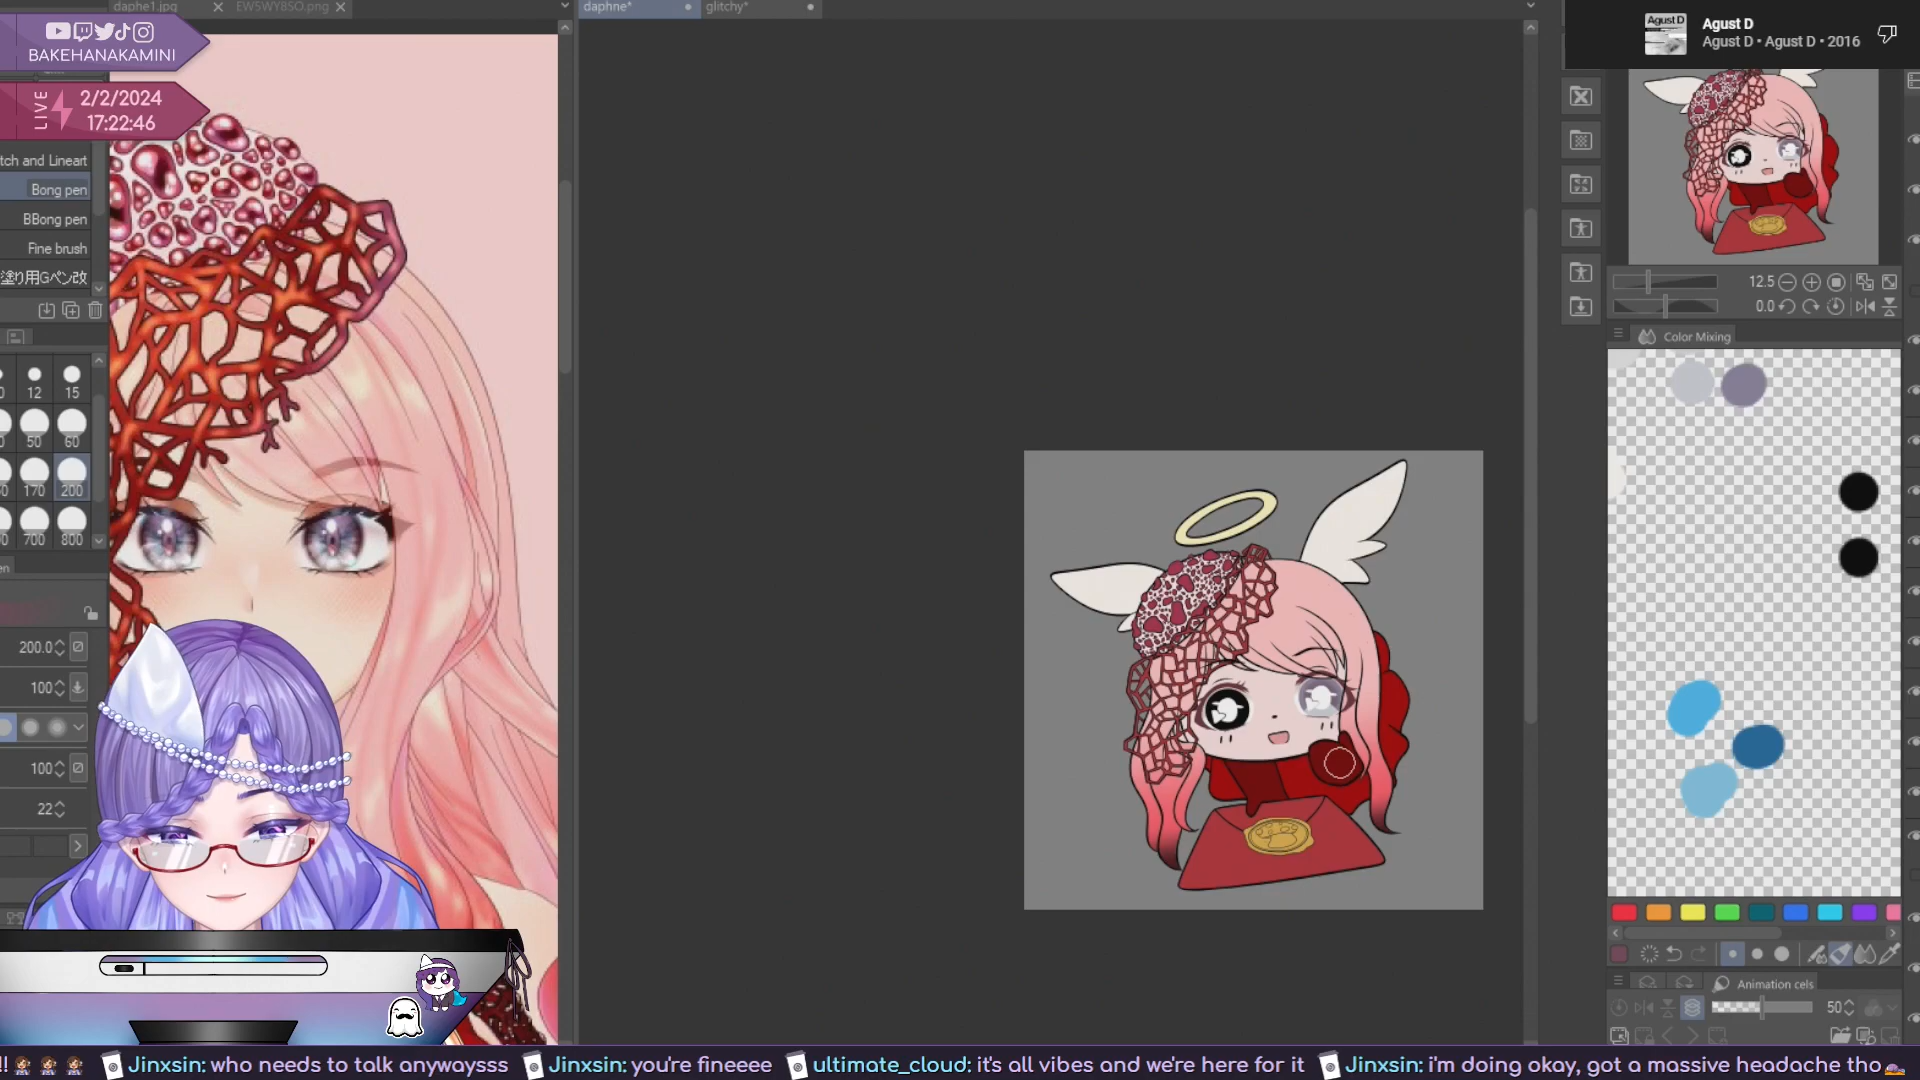 daphe1.jpg
EW5WY8SO.png
daphne*
glitchy*
BAKEHANAKAMINI
LIVE
2/2/2024
17:22:46
Agust D
Agust D
Agust D • Agust D • 2016
tch and Lineart
Bong pen
BBong pen
Fine brush
塗り用Gペン改
12
15
50
60
170
200
700
800
200.0
100
100
22
12.5
0.0
Color Mixing
Animation cels
50
!! Jinxsin: who needs to talk anywaysss Jinxsin: you're fineeee ultimate_cloud: it's all vibes and we're here for it Jinxsin: i'm doing okay, got a massive headache tho